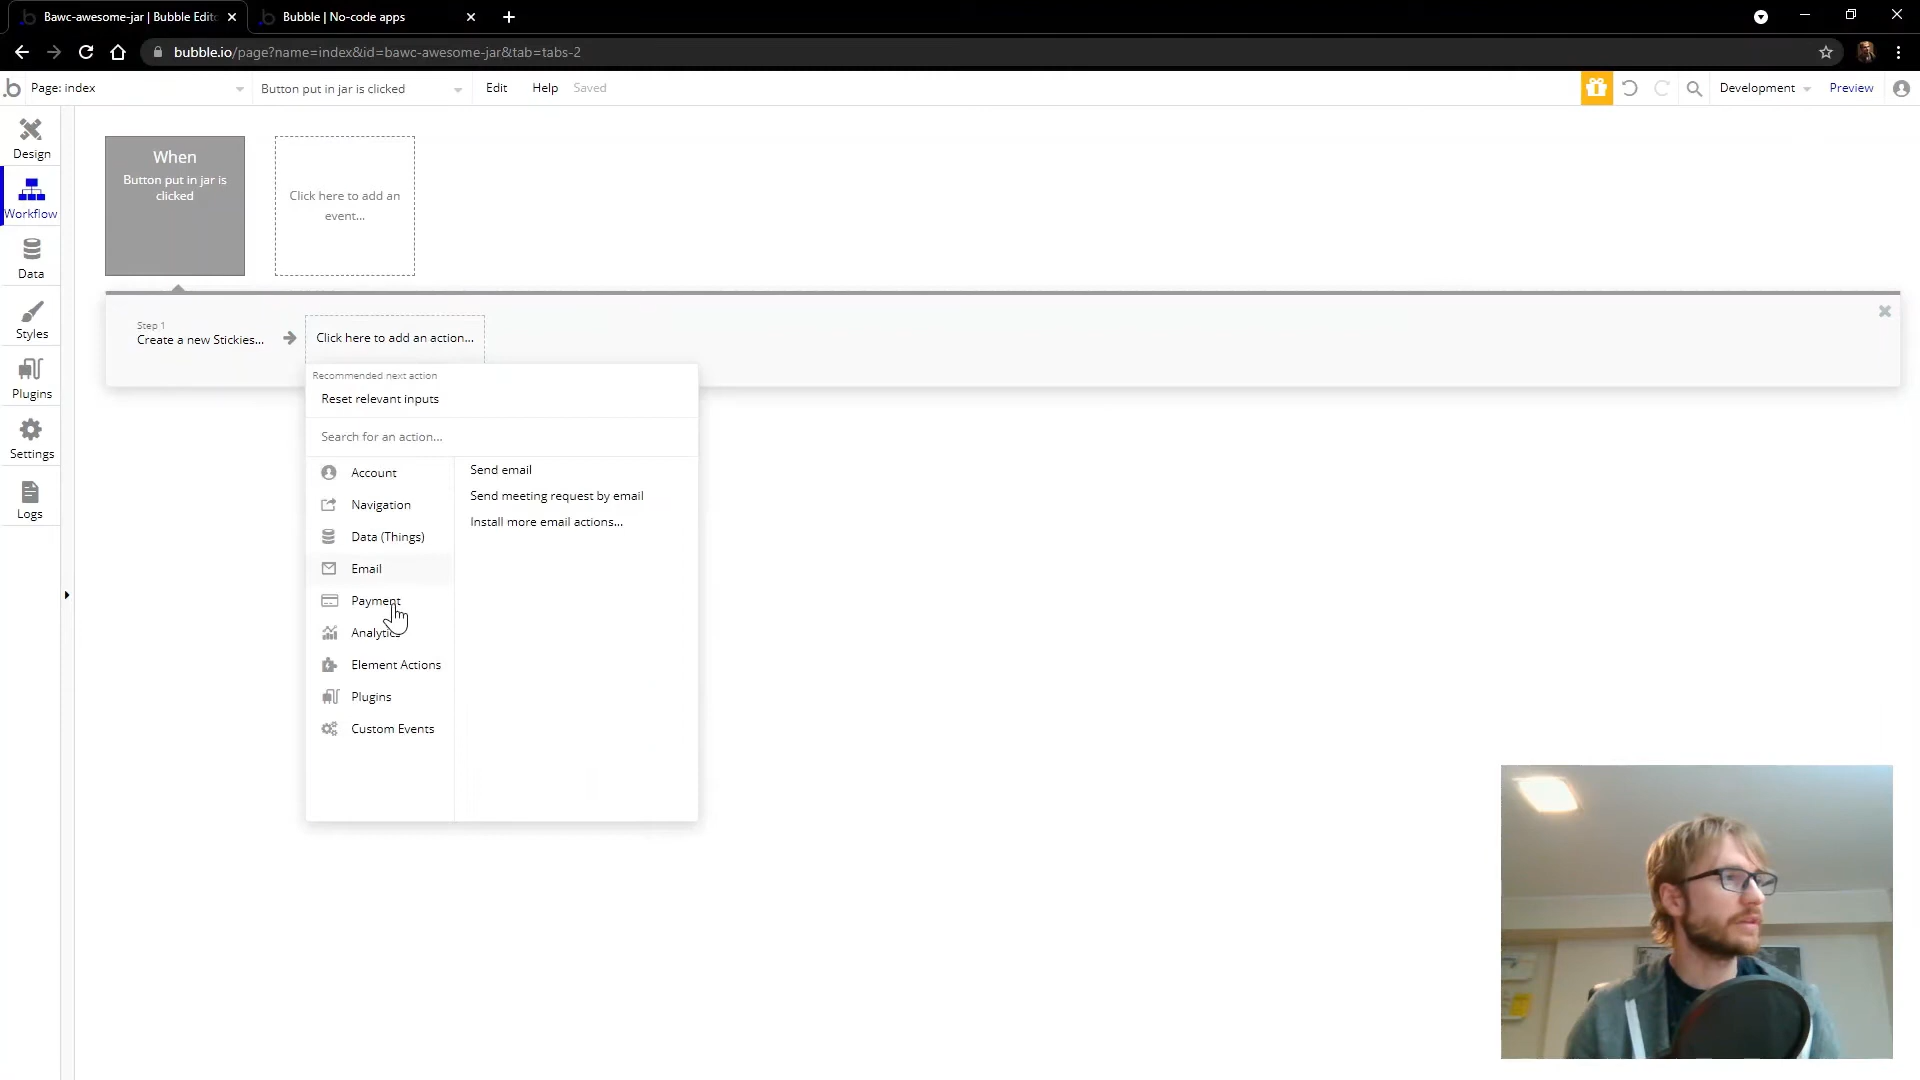 Bawc-awesome-jar | Bubble Edito
Bubble | No-code apps
bubble.io/page?name=index&id=bawc-awesome-jar&tab=tabs-2
Page: index
Button put in jar is clicked
Edit
Help
Saved
Development
Preview
Design
Workflow
Data
Styles
Plugins
Settings
Logs
When
Button put in jar is
clicked
Click here to add an
event...
Step 1
Create a new Stickies...
Click here to add an action...
Recommended next action
Reset relevant inputs
Search for an action...
Account
Navigation
Data (Things)
Email
Payment
Analytics
Element Actions
Plugins
Custom Events
Send email
Send meeting request by email
Install more email actions...